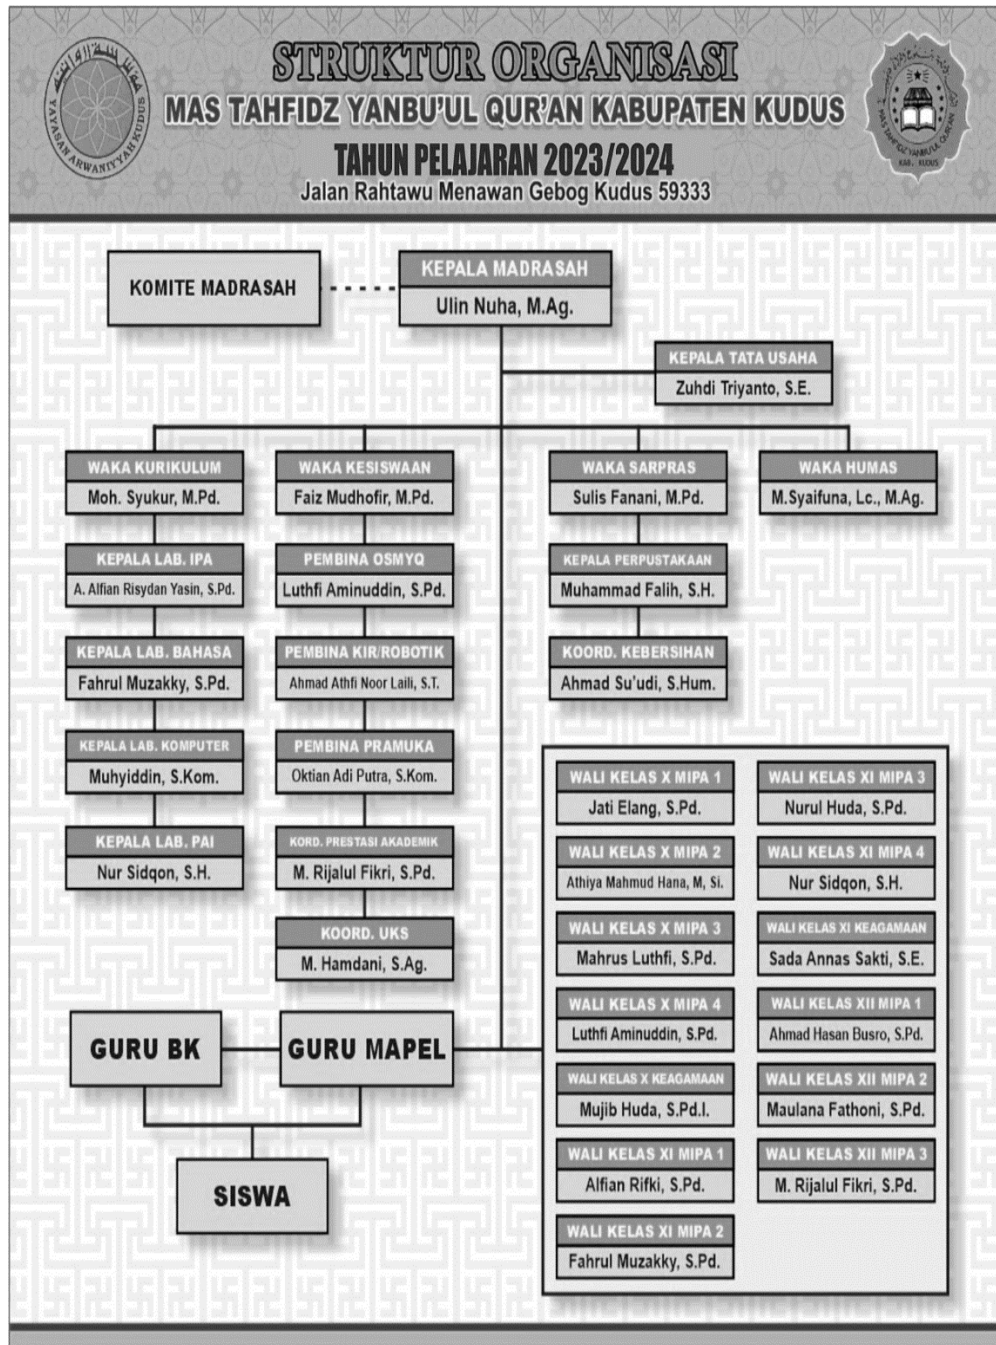 STRUKTUR ORGANISASI
MAS TAHFIDZ YANBU'UL QUR'AN KABUPATEN KUDUS
TAHUN PELAJARAN 2023/2024
Jalan Rahtawu Menawan Gebog Kudus 59333
YAYASAN ARWANIYYAH KUDUS
MAS TAHFIDZ YANBU'UL QUR'AN
KAB. KUDUS
KOMITE MADRASAH
KEPALA MADRASAH
Ulin Nuha, M.Ag.
KEPALA TATA USAHA
Zuhdi Triyanto, S.E.
WAKA KURIKULUM
Moh. Syukur, M.Pd.
KEPALA LAB. IPA
A. Alfian Risydan Yasin, S.Pd.
KEPALA LAB. BAHASA
Fahrul Muzakky, S.Pd.
KEPALA LAB. KOMPUTER
Muhyiddin, S.Kom.
KEPALA LAB. PAI
Nur Sidqon, S.H.
WAKA KESISWAAN
Faiz Mudhofir, M.Pd.
PEMBINA OSMYQ
Luthfi Aminuddin, S.Pd.
PEMBINA KIR/ROBOTIK
Ahmad Athfi Noor Laili, S.T.
PEMBINA PRAMUKA
Oktian Adi Putra, S.Kom.
KORD. PRESTASI AKADEMIK
M. Rijalul Fikri, S.Pd.
KOORD. UKS
M. Hamdani, S.Ag.
WAKA SARPRAS
Sulis Fanani, M.Pd.
KEPALA PERPUSTAKAAN
Muhammad Falih, S.H.
KOORD. KEBERSIHAN
Ahmad Su'udi, S.Hum.
WAKA HUMAS
M.Syaifuna, Lc., M.Ag.
GURU BK
GURU MAPEL
SISWA
WALI KELAS X MIPA 1
Jati Elang, S.Pd.
WALI KELAS X MIPA 2
Athiya Mahmud Hana, M, Si.
WALI KELAS X MIPA 3
Mahrus Luthfi, S.Pd.
WALI KELAS X MIPA 4
Luthfi Aminuddin, S.Pd.
WALI KELAS X KEAGAMAAN
Mujib Huda, S.Pd.I.
WALI KELAS XI MIPA 1
Alfian Rifki, S.Pd.
WALI KELAS XI MIPA 2
Fahrul Muzakky, S.Pd.
WALI KELAS XI MIPA 3
Nurul Huda, S.Pd.
WALI KELAS XI MIPA 4
Nur Sidqon, S.H.
WALI KELAS XI KEAGAMAAN
Sada Annas Sakti, S.E.
WALI KELAS XII MIPA 1
Ahmad Hasan Busro, S.Pd.
WALI KELAS XII MIPA 2
Maulana Fathoni, S.Pd.
WALI KELAS XII MIPA 3
M. Rijalul Fikri, S.Pd.